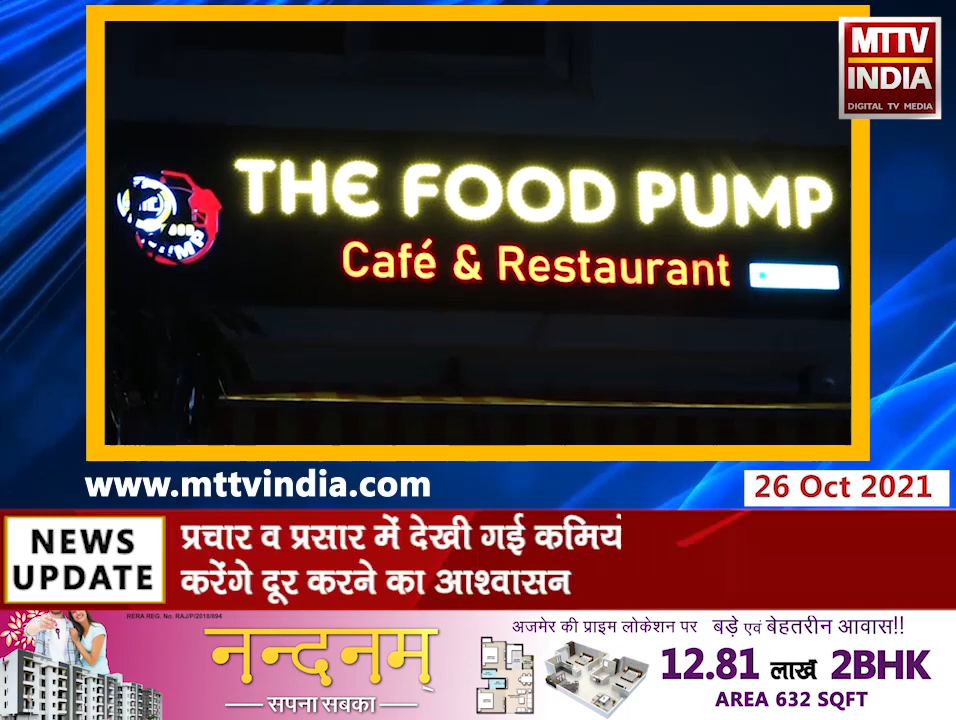 MTTV
INDIA
DIGITAL TV MEDIA
THE FOOD PUMP
Café & Restaurant
www.mttvindia.com
26 Oct 2021
NEWS
UPDATE
प्रचार व प्रसार में देखी गई कमियां
करेंगे दूर करने का आश्वासन
RERA REG. No. RAJ/P/2018/694
नन्दनम्
सपना सबका
अजमेर की प्राइम लोकेशन पर बड़े एवं बेहतरीन आवास!!
12.81 लाख 2BHK
AREA 632 SQFT